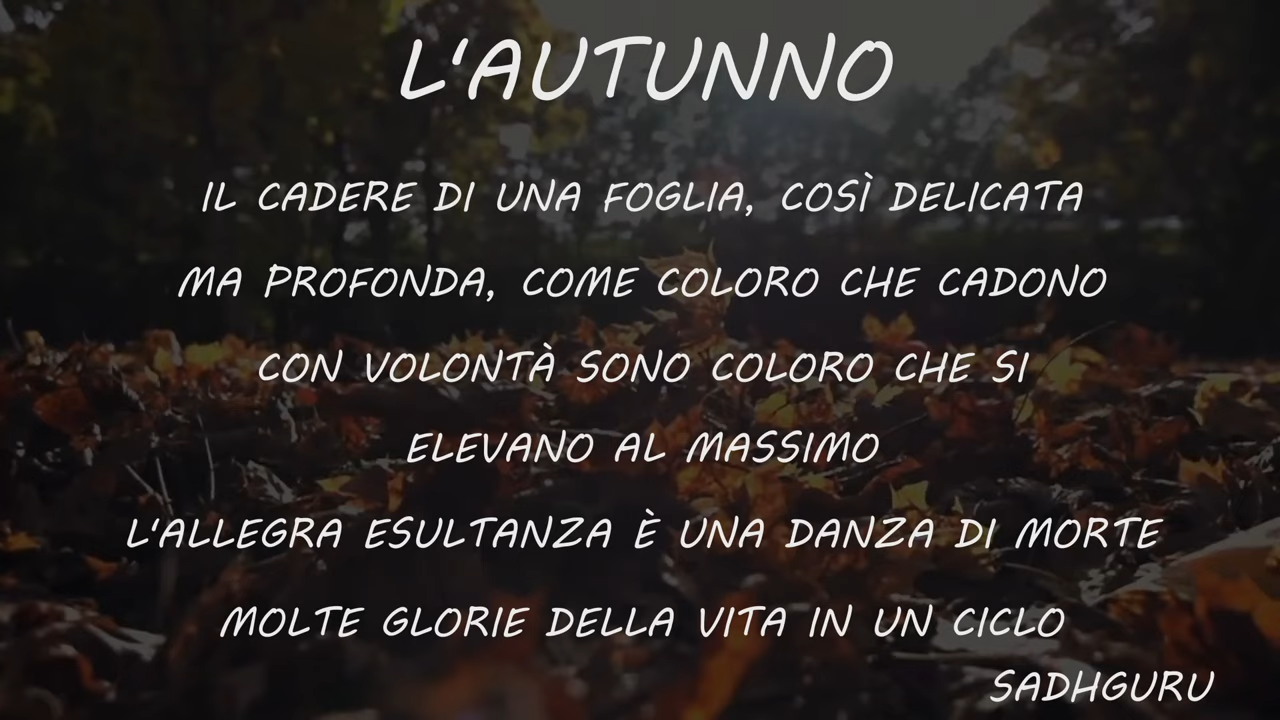 L'AUTUNNO
IL CADERE DI UNA FOGLIA, COSÌ DELICATA
MA PROFONDA, COME COLORO CHE CADONO
CON VOLONTÀ SONO COLORO CHE SI
ELEVANO AL MASSIMO
L'ALLEGRA ESULTANZA È UNA DANZA DI MORTE
MOLTE GLORIE DELLA VITA IN UN CICLO
SADHGURU